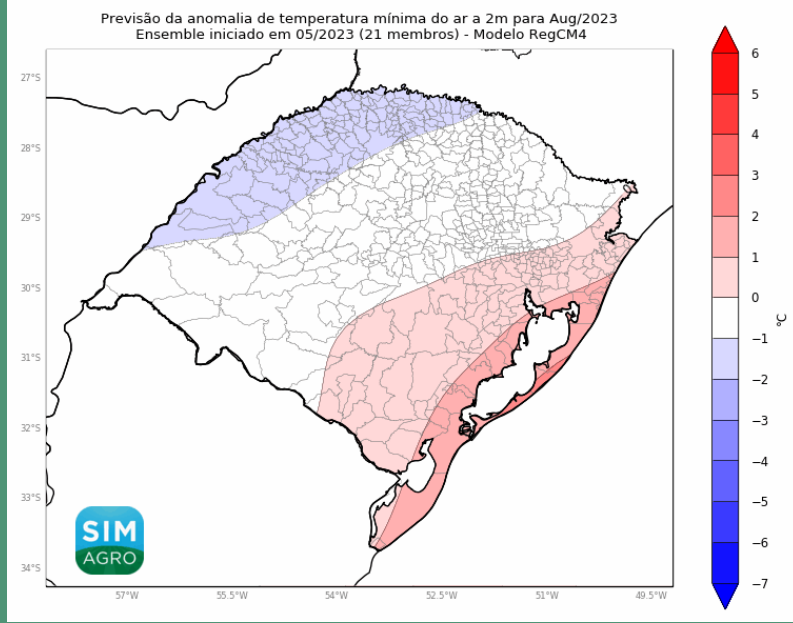 Previsão da anomalia de temperatura mínima do ar a 2m para Aug/2023
Ensemble iniciado em 05/2023 (21 membros) - Modelo RegCM4
27°S
28°S
29°S
30°S
31°S
32°S
33°S
34°S
57°W
55.5°W
54°W
52.5°W
51°W
49.5°W
6
5
4
3
2
1
0
−1
−2
−3
−4
−5
−6
−7
°C
SIM
AGRO